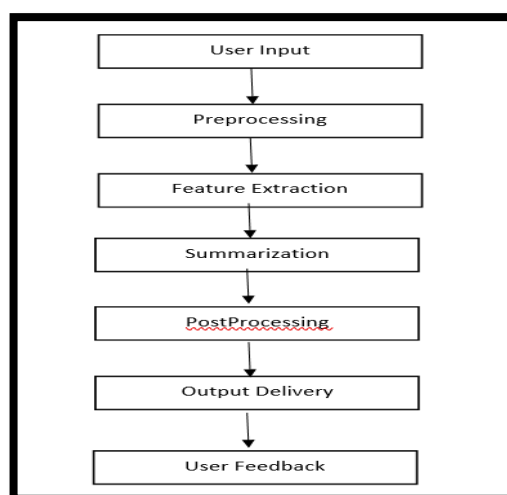 User Input
Preprocessing
Feature Extraction
Summarization
PostProcessing
Output Delivery
User Feedback